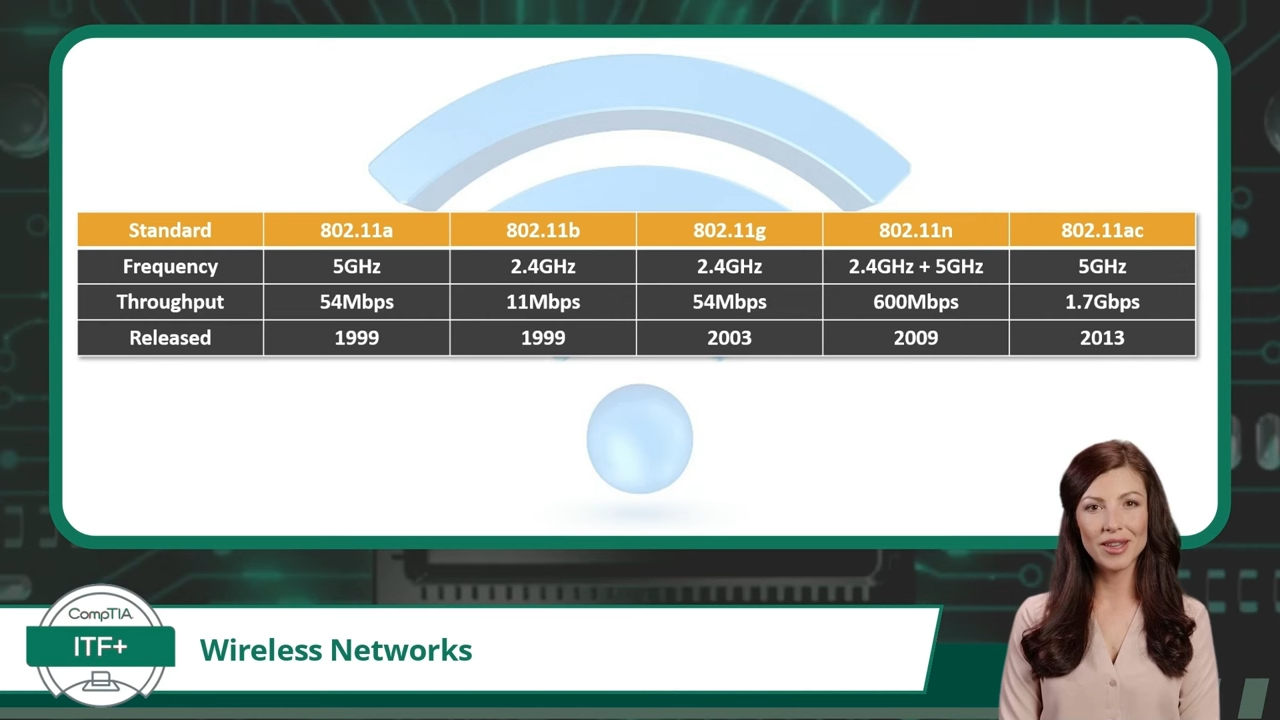 Standard 802.11a 802.11b 802.11g 802.11n 802.11ac
Frequency 5GHz 2.4GHz 2.4GHz 2.4GHz + 5GHz 5GHz
Throughput 54Mbps 11Mbps 54Mbps 600Mbps 1.7Gbps
Released 1999 1999 2003 2009 2013
CompTIA.
ITF+
Wireless Networks